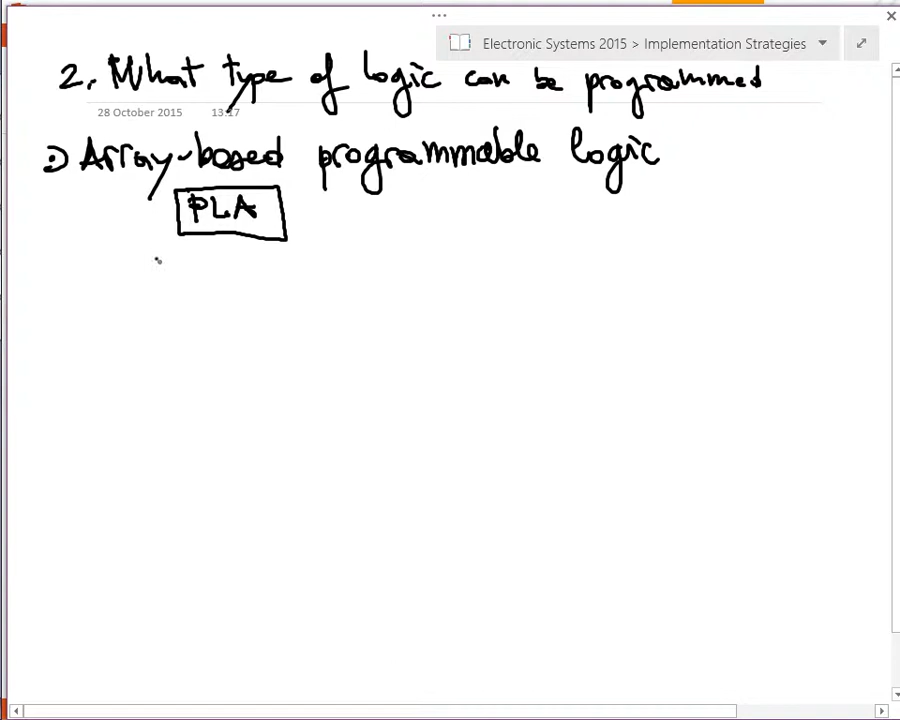 Electronic Systems 2015 > Implementation Strategies
2. What type of logic can be programmed
28 October 2015 13:17
Array-based programmable logic
PLA